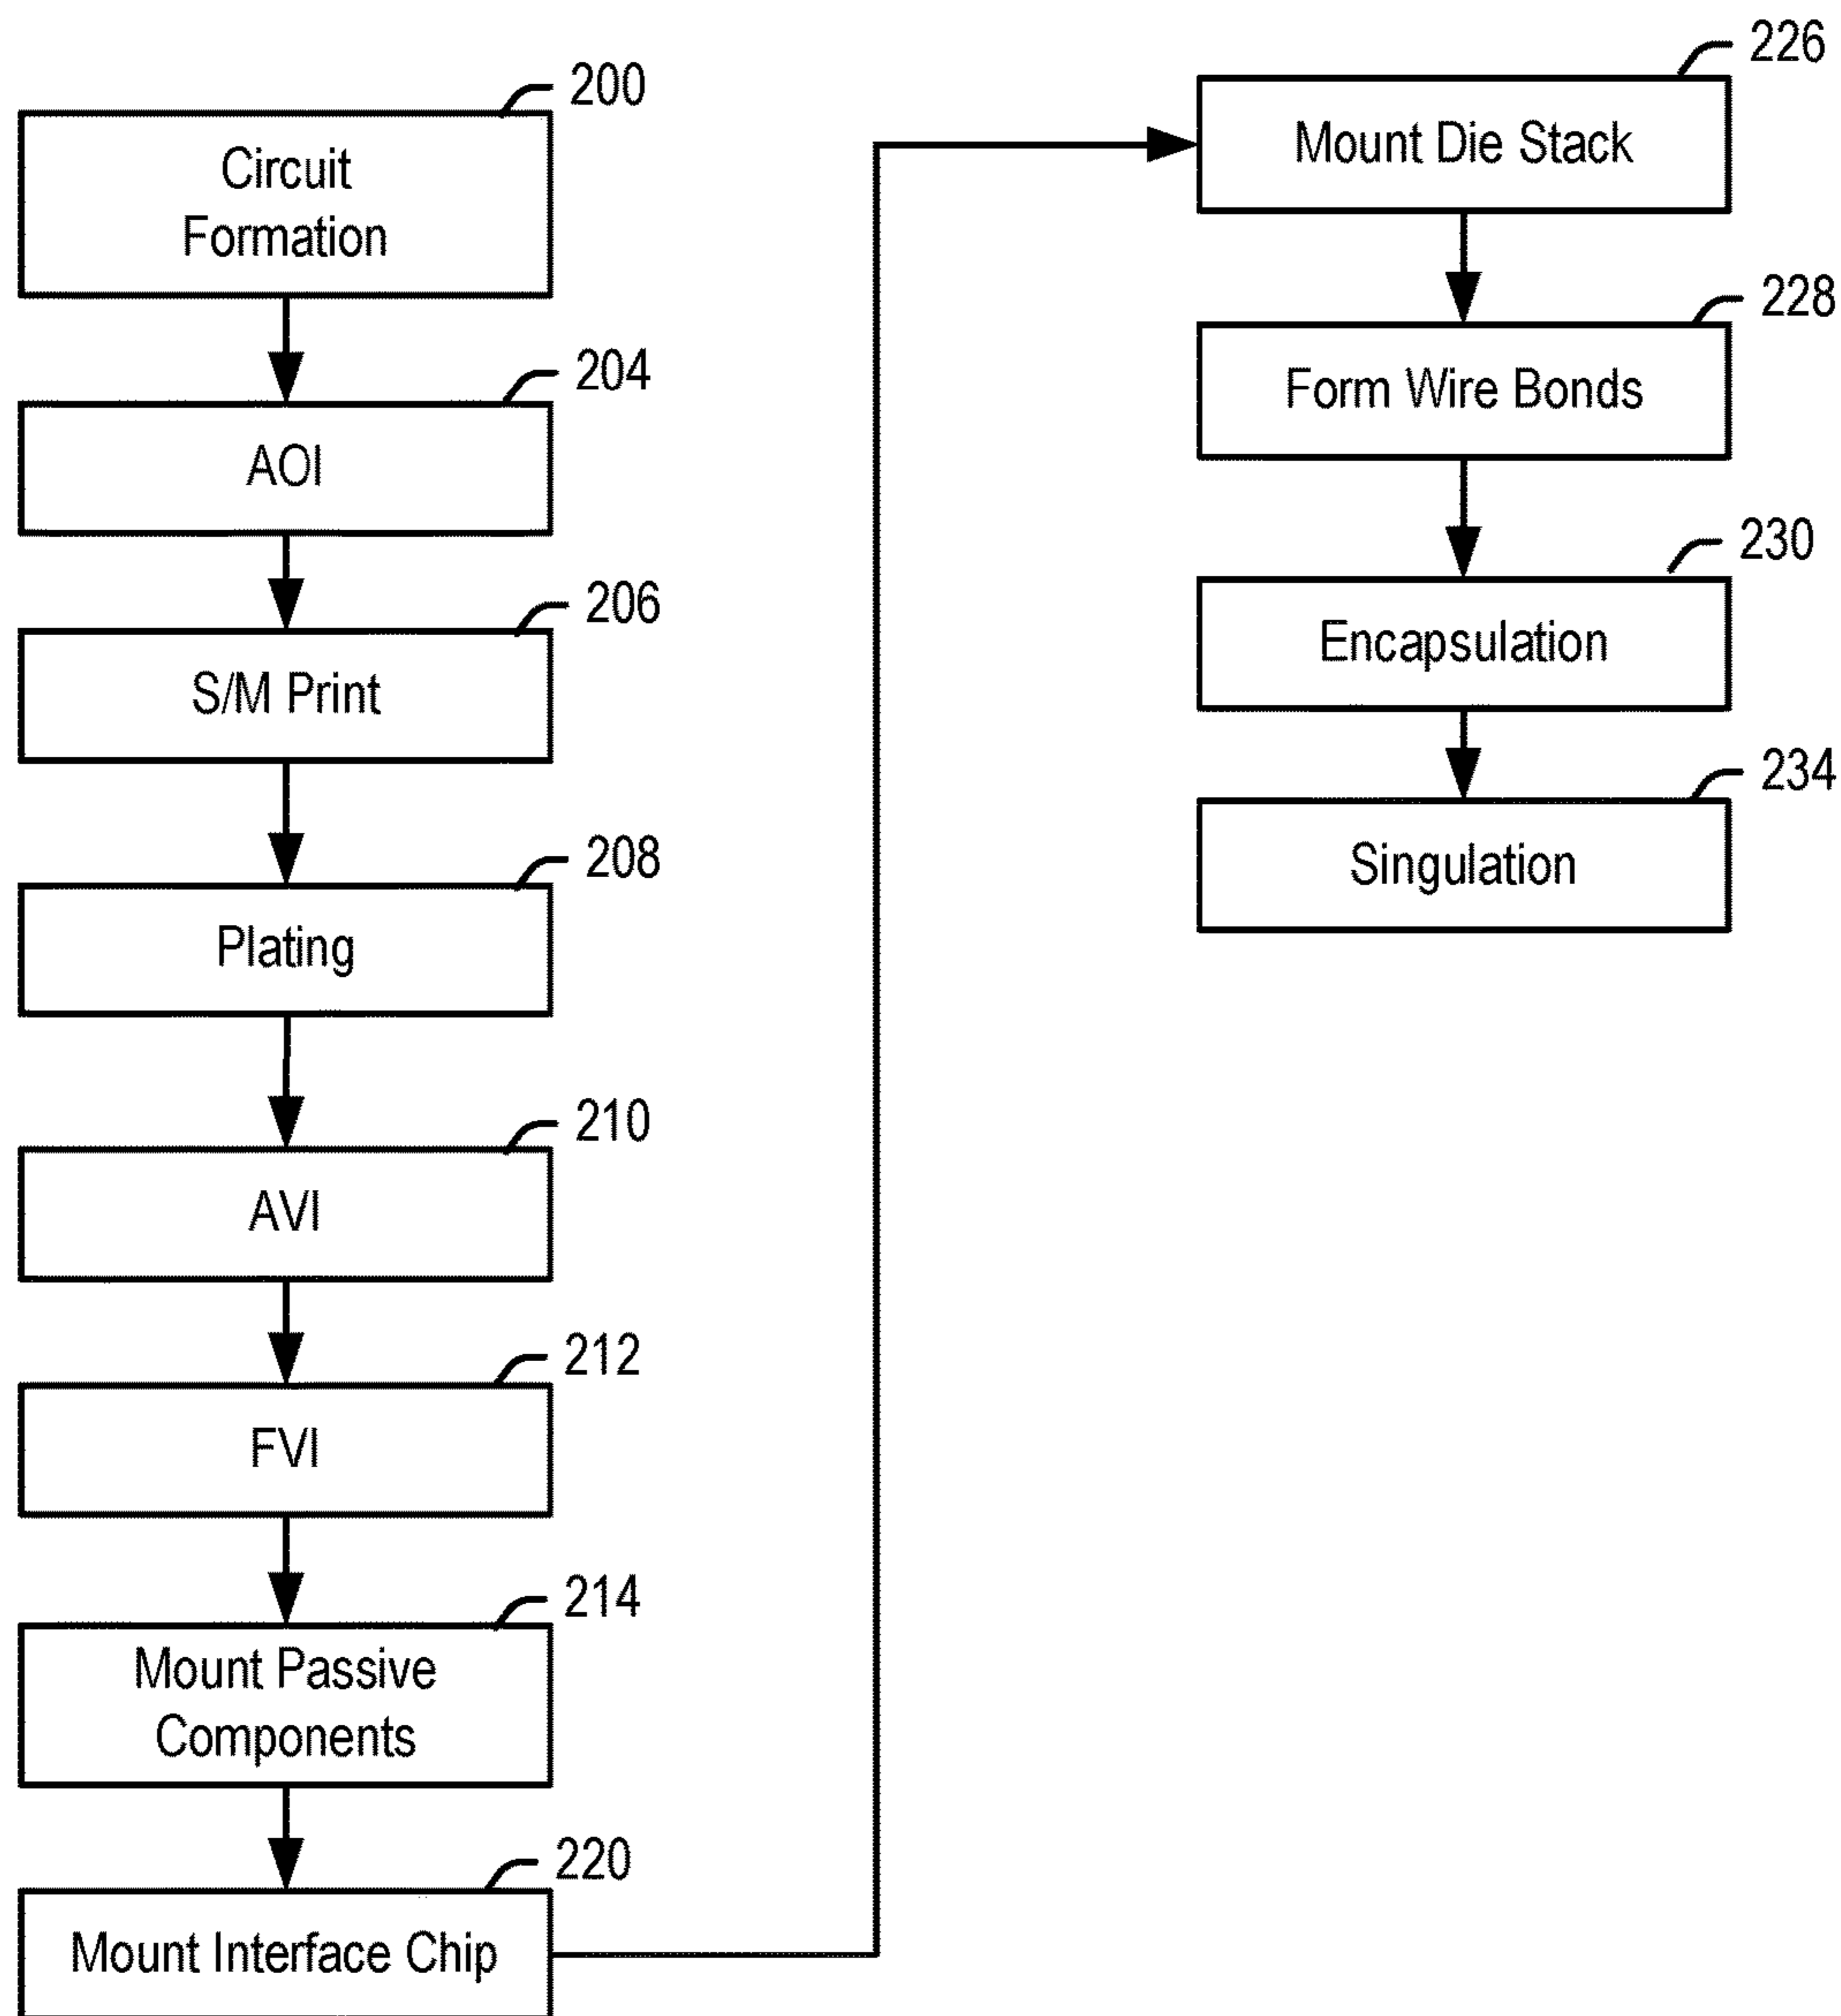 200
Circuit
Formation
204
AOI
206
S/M Print
208
Plating
210
AVI
212
FVI
214
Mount Passive
Components
220
Mount Interface Chip
226
Mount Die Stack
228
Form Wire Bonds
230
Encapsulation
234
Singulation